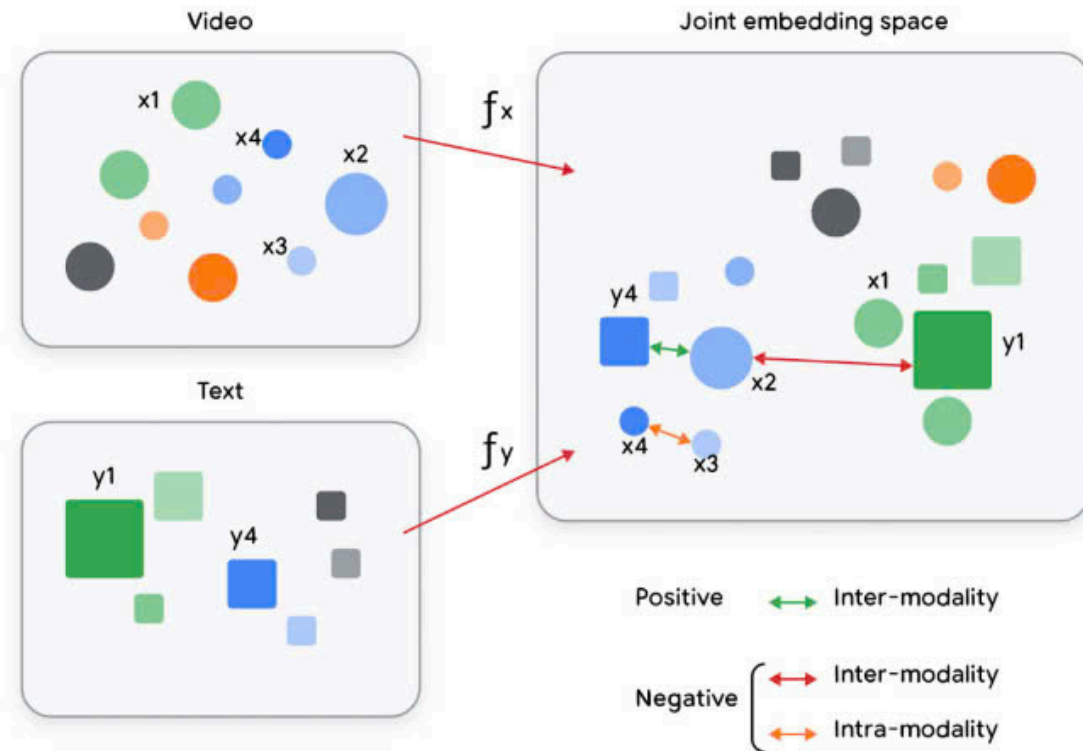 Video
x1
x4
x2
x3
Text
y1
y4
fx
fy
Joint embedding space
y4
x1
y1
x2
x4
x3
Positive
Inter-modality
Negative
Inter-modality
Intra-modality